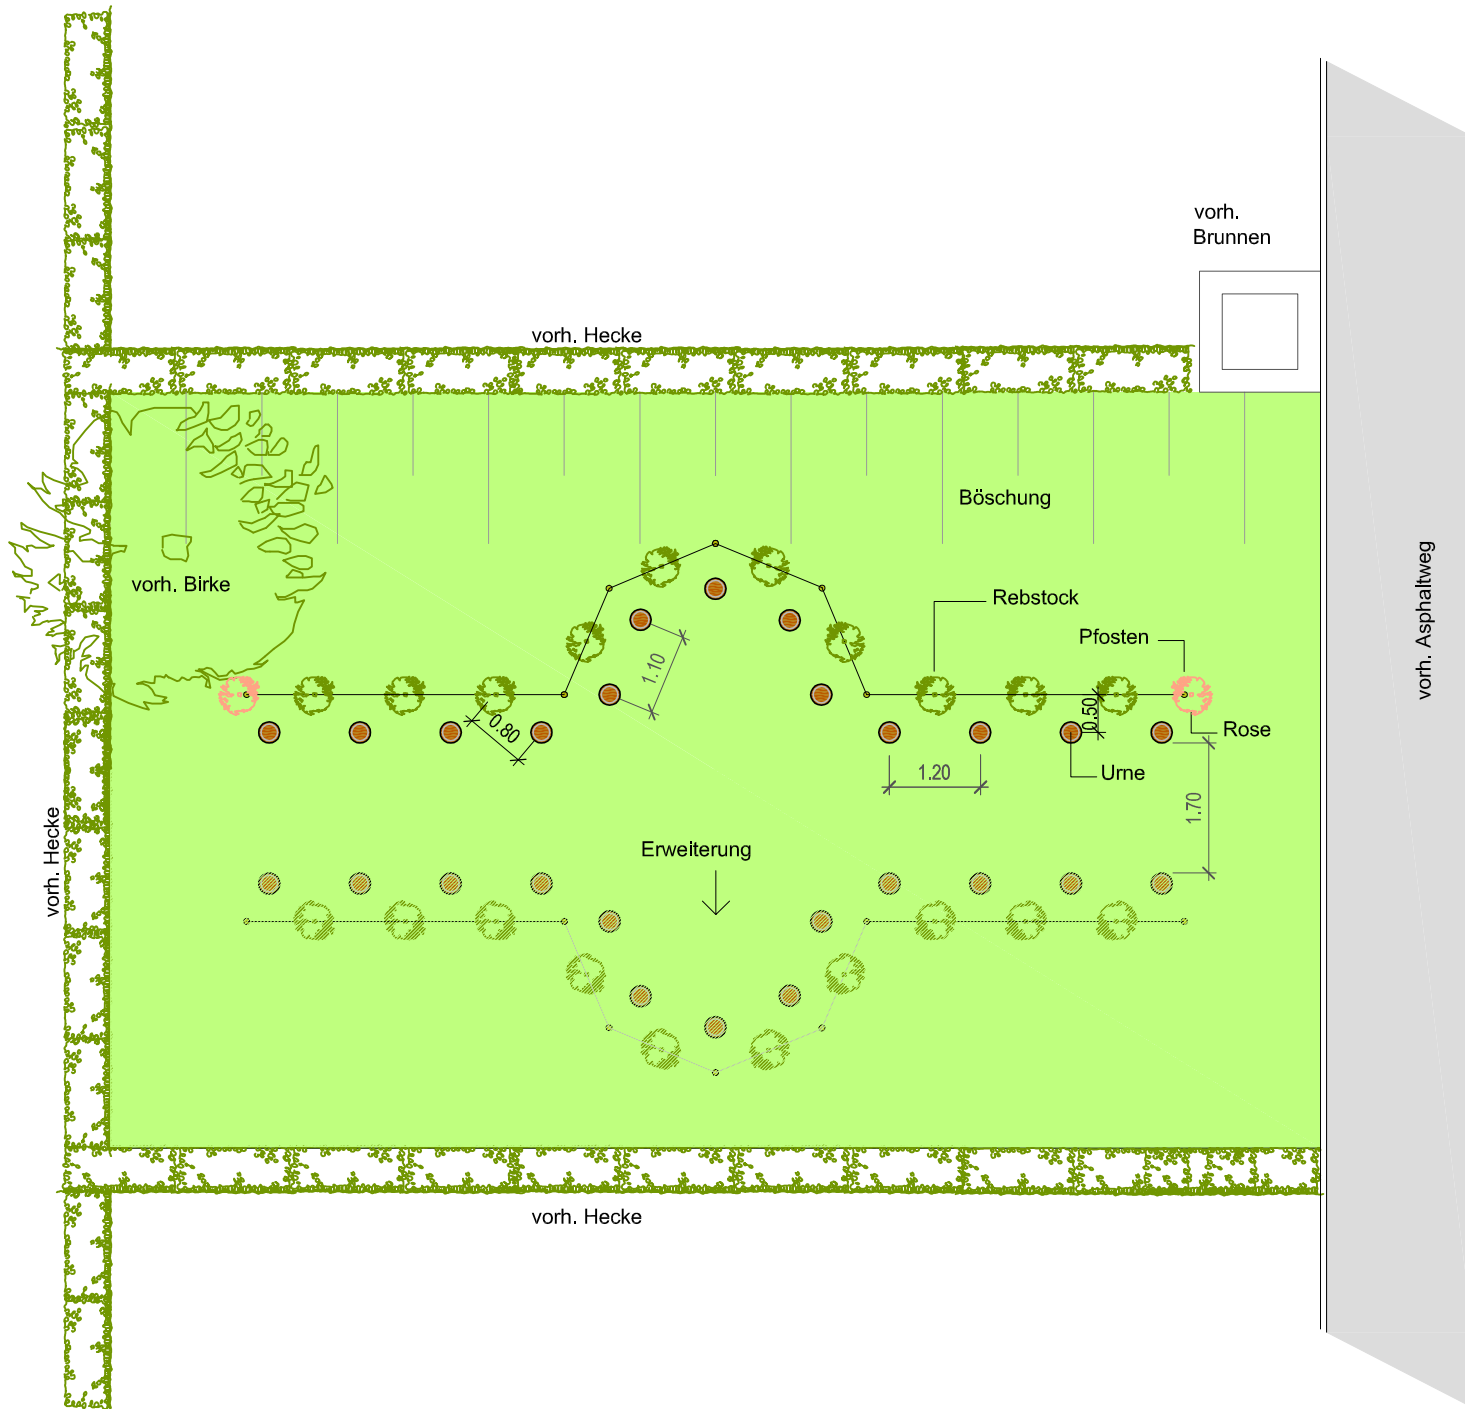 vorh.
Brunnen
vorh. Hecke
Böschung
vorh. Birke
Rebstock
Pfosten
vorh. Asphaltweg
1.10
0.80
0.50
Rose
1.20
Urne
1.70
vorh. Hecke
Erweiterung
vorh. Hecke